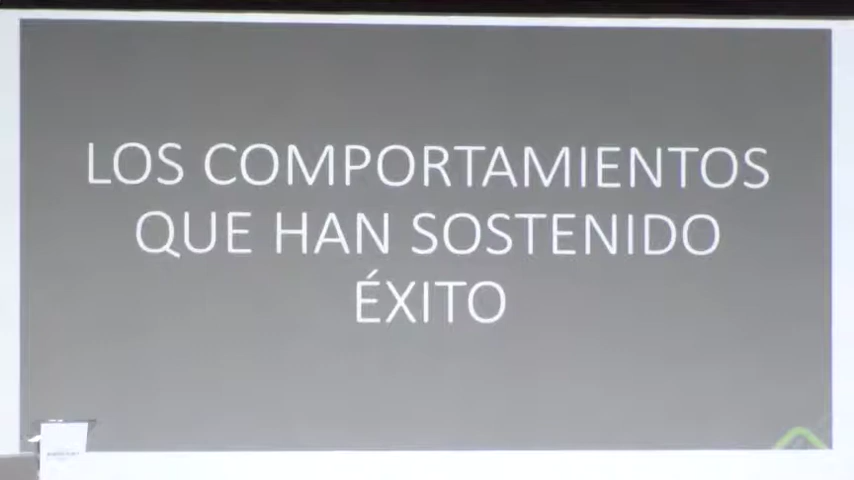 LOS COMPORTAMIENTOS
QUE HAN SOSTENIDO
ÉXITO